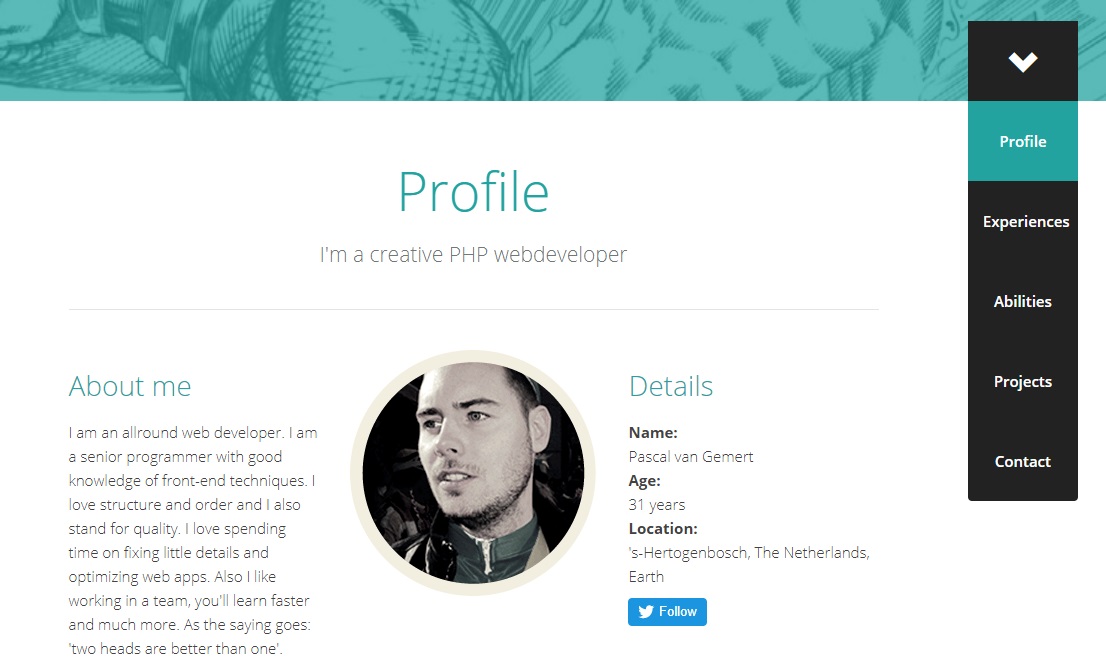 Profile
I'm a creative PHP webdeveloper
About me
I am an allround web developer. I am
a senior programmer with good
knowledge of front-end techniques. I
love structure and order and I also
stand for quality. I love spending
time on fixing little details and
optimizing web apps. Also I like
working in a team, you'll learn faster
and much more. As the saying goes:
'two heads are better than one'.
Details
Name:
Pascal van Gemert
Age:
31 years
Location:
's-Hertogenbosch, The Netherlands,
Earth
Follow
Profile
Experiences
Abilities
Projects
Contact